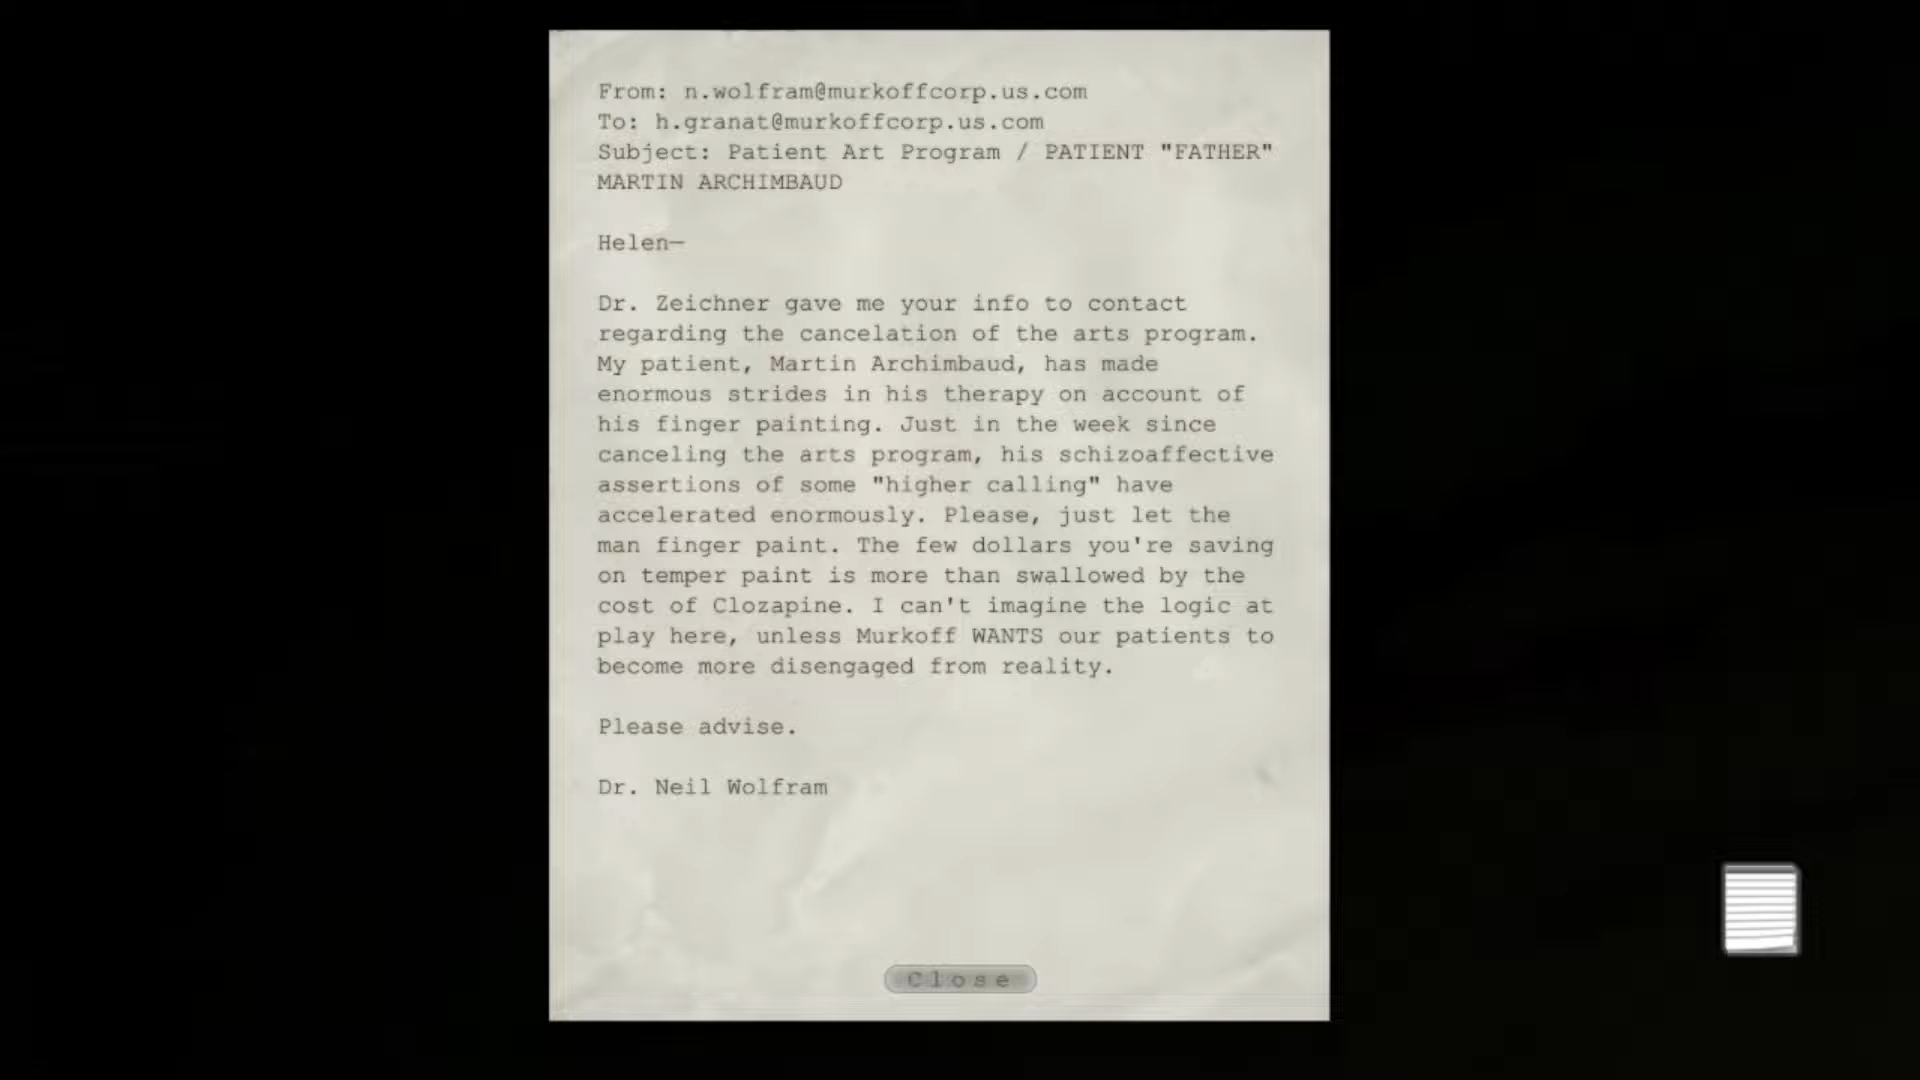 From: n.wolfram@murkoffcorp.us.com
To: h.granat@murkoffcorp.us.com
Subject: Patient Art Program / PATIENT "FATHER"
MARTIN ARCHIMBAUD
Helen—
Dr. Zeichner gave me your info to contact
regarding the cancelation of the arts program.
My patient, Martin Archimbaud, has made
enormous strides in his therapy on account of
his finger painting. Just in the week since
canceling the arts program, his schizoaffective
assertions of some "higher calling" have
accelerated enormously. Please, just let the
man finger paint. The few dollars you're saving
on temper paint is more than swallowed by the
cost of Clozapine. I can't imagine the logic at
play here, unless Murkoff WANTS our patients to
become more disengaged from reality.
Please advise.
Dr. Neil Wolfram
Close